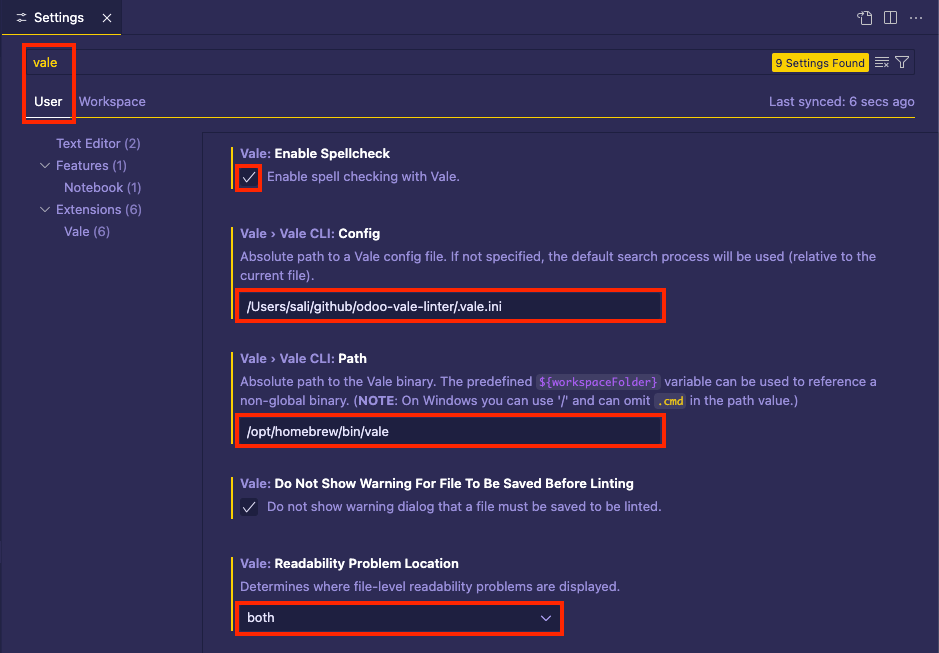 Settings
vale
9 Settings Found
User Workspace
Last synced: 6 secs ago
Text Editor (2)
Features (1)
Notebook (1)
Extensions (6)
Vale (6)
Vale: Enable Spellcheck
Enable spell checking with Vale.
Vale › Vale CLI: Config
Absolute path to a Vale config file. If not specified, the default search process will be used (relative to the
current file).
/Users/sali/github/odoo-vale-linter/.vale.ini
Vale › Vale CLI: Path
Absolute path to the Vale binary. The predefined ${workspaceFolder} variable can be used to reference a
non-global binary. (NOTE: On Windows you can use '/' and can omit .cmd in the path value.)
/opt/homebrew/bin/vale
Vale: Do Not Show Warning For File To Be Saved Before Linting
Do not show warning dialog that a file must be saved to be linted.
Vale: Readability Problem Location
Determines where file-level readability problems are displayed.
both